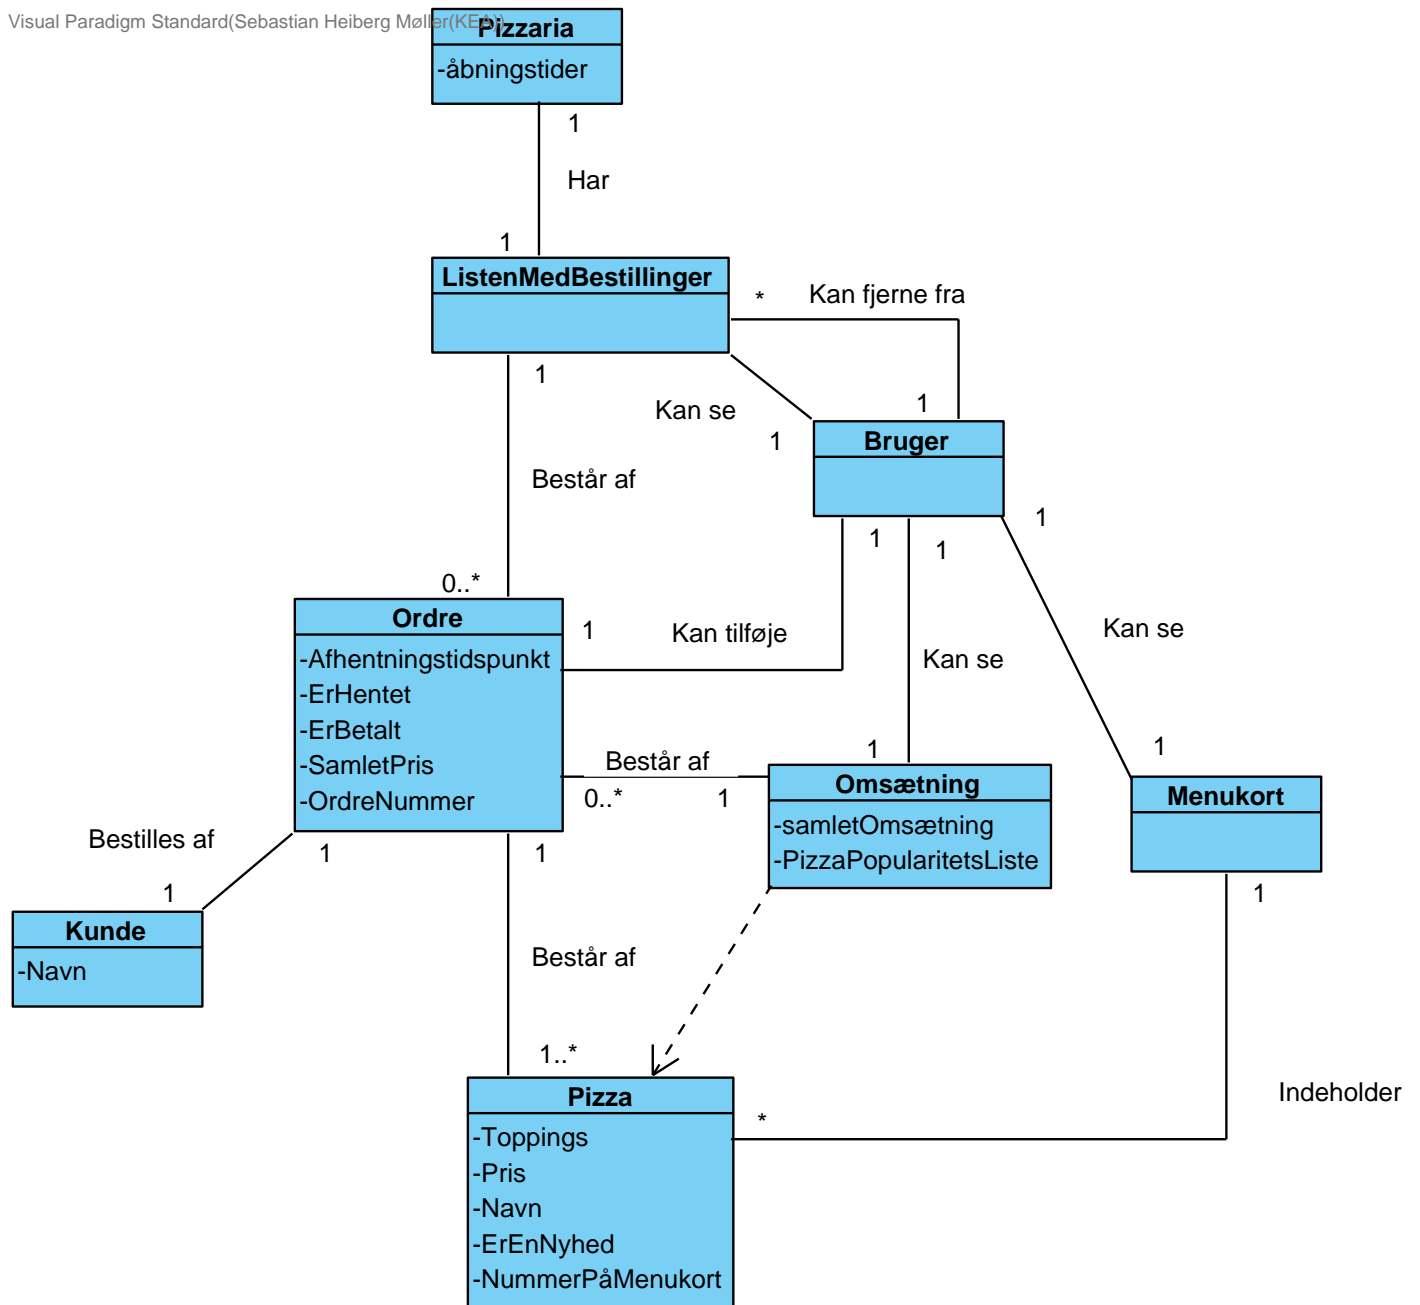 Visual Paradigm Standard(Sebastian Heiberg Møller(KEA))
Pizzaria
-åbningstider
1
Har
1
ListenMedBestillinger
*
Kan fjerne fra
1
Kan se
1
1
Bruger
Består af
1
1
1
0..*
Ordre
-Afhentningstidspunkt
-ErHentet
-ErBetalt
-SamletPris
-OrdreNummer
1
Kan tilføje
Kan se
Kan se
1
1
Består af
0..*
1
Omsætning
-samletOmsætning
-PizzaPopularitetsListe
Menukort
1
Bestilles af
1
1
1
Kunde
-Navn
Består af
1..*
Pizza
-Toppings
-Pris
-Navn
-ErEnNyhed
-NummerPåMenukort
*
Indeholder